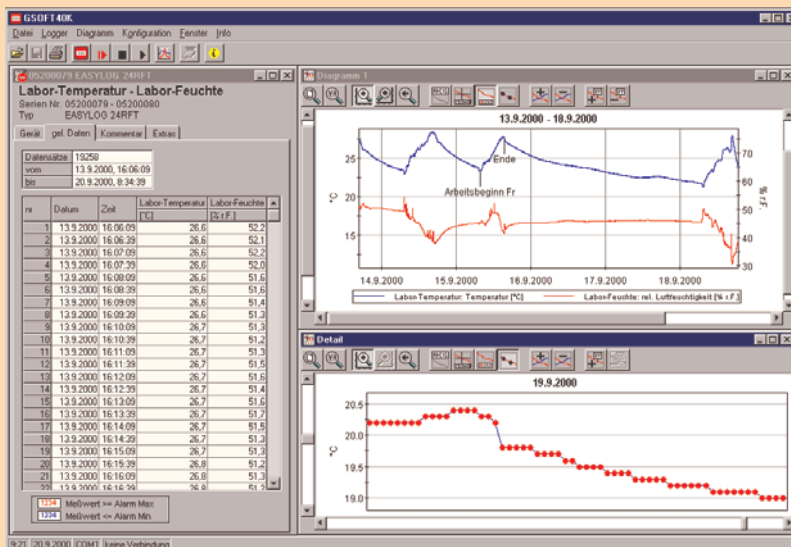 GSOFT40K
Datei Logger Diagramm Konfiguration Fenster Info
05200079 EASYLOG 24RFT
Labor-Temperatur - Labor-Feuchte
Serien Nr. 05200079 - 05200080
Typ EASYLOG 24RFT
Gerät gel. Daten Kommentar Extras
Datensätze 19258
vom 13.9.2000, 16:06:09
bis 20.9.2000, 8:34:39
nr Datum Zeit Labor-Temperatur Labor-Feuchte
[°C] [% r.F.]
1 13.9.2000 16:06:09 26,6 52,2
2 13.9.2000 16:06:39 26,6 52,1
3 13.9.2000 16:07:09 26,6 52,2
4 13.9.2000 16:07:39 26,6 52,0
5 13.9.2000 16:08:09 26,6 51,6
6 13.9.2000 16:08:39 26,6 51,6
7 13.9.2000 16:09:09 26,6 51,4
8 13.9.2000 16:09:39 26,6 51,3
9 13.9.2000 16:10:09 26,7 51,3
10 13.9.2000 16:10:39 26,7 51,2
11 13.9.2000 16:11:09 26,7 51,3
12 13.9.2000 16:11:39 26,7 51,5
13 13.9.2000 16:12:09 26,7 51,6
14 13.9.2000 16:12:39 26,7 51,4
15 13.9.2000 16:13:09 26,7 51,6
16 13.9.2000 16:13:39 26,7 51,7
17 13.9.2000 16:14:09 26,7 51,5
18 13.9.2000 16:14:39 26,7 51,3
19 13.9.2000 16:15:09 26,7 51,3
20 13.9.2000 16:15:39 26,8 51,2
21 13.9.2000 16:16:09 26,8 51,3
22 13.9.2000 16:16:39 26,8 51,2
1234 Meßwert >= Alarm Max
1234 Meßwert <= Alarm Min
9:21 20.9.2000 COM1 keine Verbindung
Diagramm 1
13.9.2000 - 18.9.2000
25
20
15
°C
70
60
50
40
30
% r.F.
Ende
Arbeitsbeginn Fr
14.9.2000 15.9.2000 16.9.2000 17.9.2000 18.9.2000
Labor-Temperatur: Temperatur [°C] Labor-Feuchte: rel. Luftfeuchtigkeit [% r.F.]
Detail
19.9.2000
20.5
20.0
19.5
19.0
°C